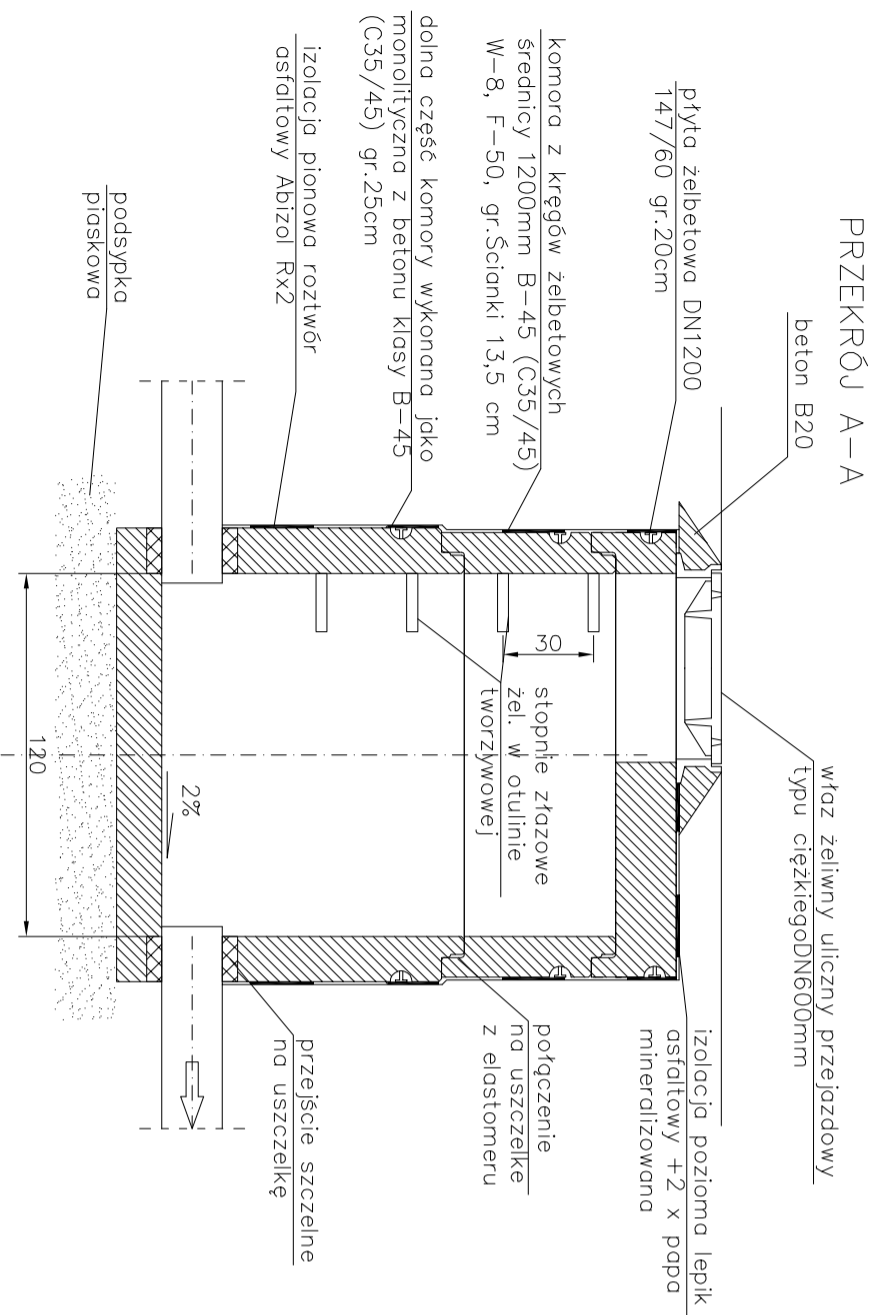 PRZEKRÓJ A-A
beton B20
płyta żelbetowa DN1200
147/60 gr.20cm
komora z kręgów żelbetowych
średnicy 1200mm B-45 (C35/45)
W-8, F-50, gr.Ścianki 13,5 cm
dolna część komory wykonana jako
monolityczna z betonu klasy B-45
(C35/45) gr.25cm
izolacja pionowa roztwór
asfaltowy Abizol Rx2
podsypka
piaskowa
właz żeliwny uliczny przejazdowy
typu ciężkiegoDN600mm
izolacja pozioma lepik
asfaltowy +2 x papa
mineralizowana
30
stopnie złazowe
żel. w otulinie
tworzywowej
połączenie
na uszczelke
z elastomeru
2%
przejście szczelne
na uszczelkę
120